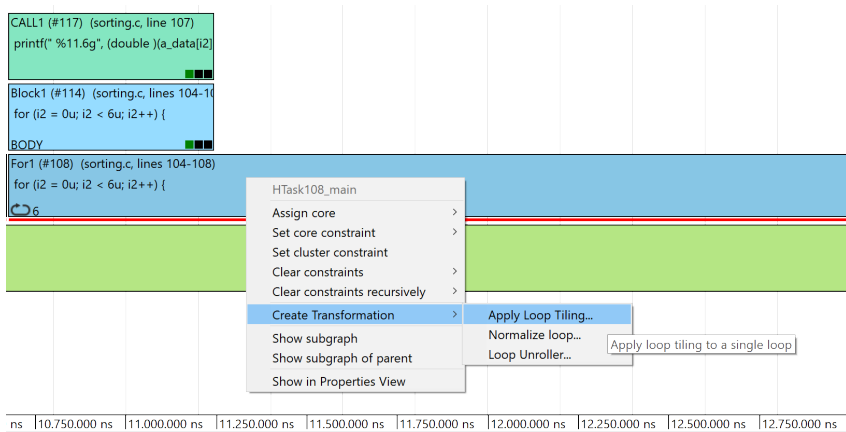 CALL1 (#117)  (sorting.c, line 107)
printf(" %11.6g", (double )(a_data[i2]
Block1 (#114)  (sorting.c, lines 104-10
for (i2 = 0u; i2 < 6u; i2++) {
BODY
For1 (#108)  (sorting.c, lines 104-108)
for (i2 = 0u; i2 < 6u; i2++) {
6
HTask108_main
Assign core
Set core constraint
Set cluster constraint
Clear constraints
Clear constraints recursively
Create Transformation
Show subgraph
Show subgraph of parent
Show in Properties View
Apply Loop Tiling...
Normalize loop...
Loop Unroller...
Apply loop tiling to a single loop
ns 10.750.000 ns 11.000.000 ns 11.250.000 ns 11.500.000 ns 11.750.000 ns 12.000.000 ns 12.250.000 ns 12.500.000 ns 12.750.000 ns